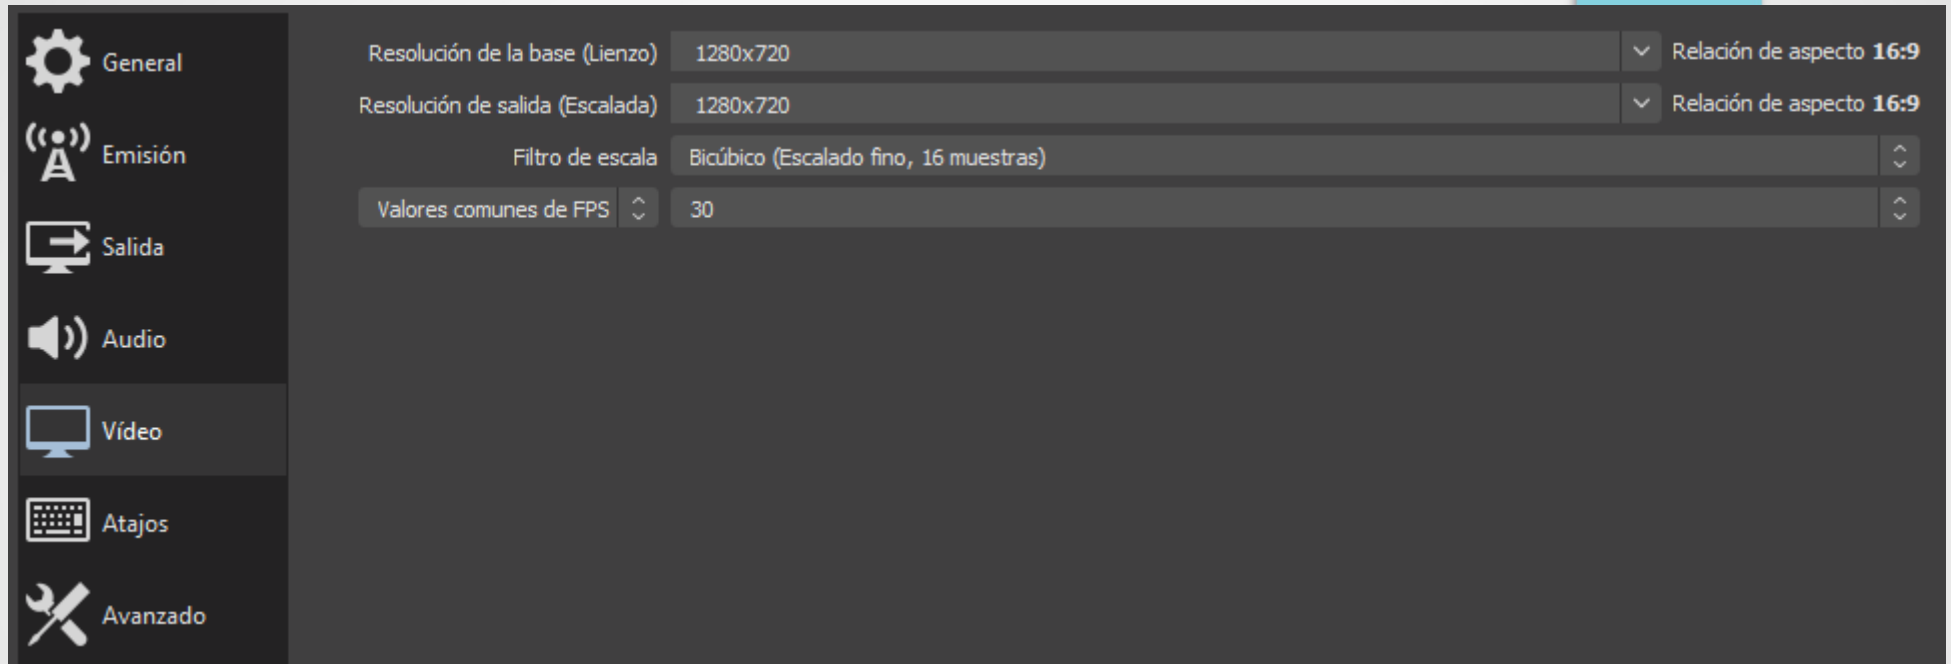 General
Emisión
Salida
Audio
Vídeo
Atajos
Avanzado
Resolución de la base (Lienzo) 1280x720 Relación de aspecto 16:9
Resolución de salida (Escalada) 1280x720 Relación de aspecto 16:9
Filtro de escala Bicúbico (Escalado fino, 16 muestras)
Valores comunes de FPS 30